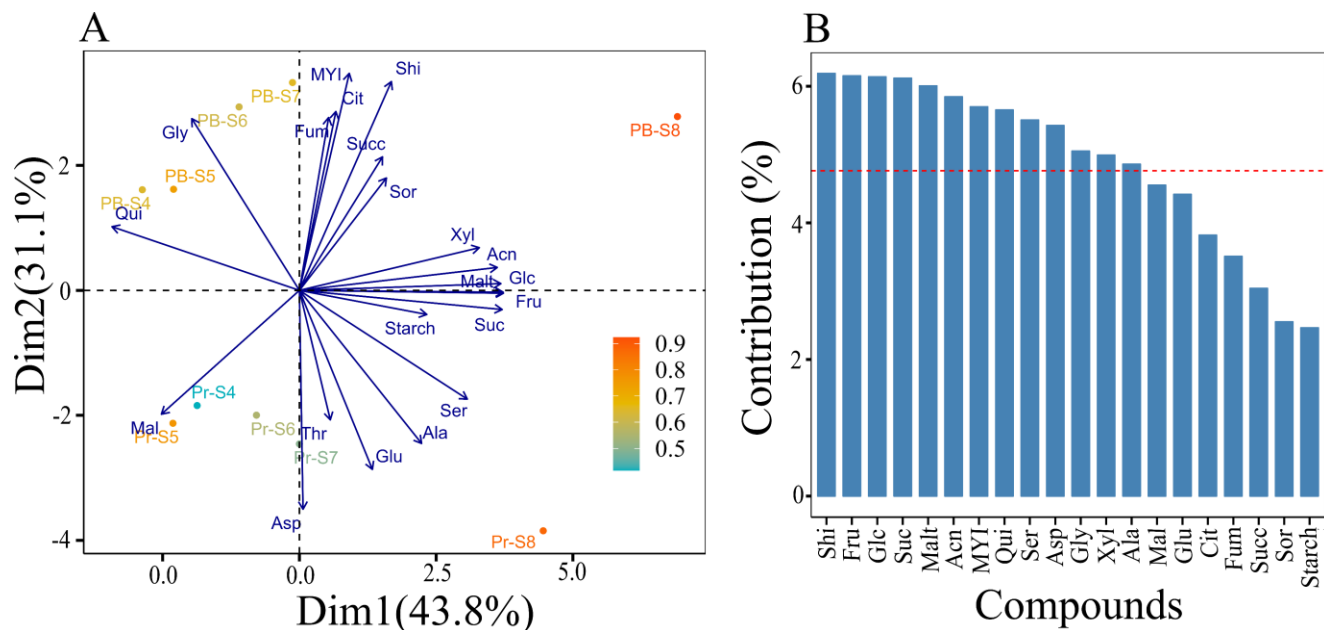 A
Dim2(31.1%)
2
0
-2
-4
PB-S7
MYI
Shi
Cit
PB-S6
PB-S8
Gly
Fum
Succ
PB-S5
Sor
PB-S4
Qui
Xyl
Acn
Malt
Glc
Fru
Starch
Suc
0.9
0.8
0.7
0.6
0.5
Pr-S4
Mal
Pr-S5
Pr-S6
Thr
Ser
Ala
Pr-S7
Glu
Asp
Pr-S8
0.0
0.0
2.5
5.0
Dim1(43.8%)
B
Contribution (%)
6
4
2
0
Shi
Fru
Glc
Suc
Malt
Acn
MYI
Qui
Ser
Asp
Gly
Xyl
Ala
Mal
Glu
Cit
Fum
Succ
Sor
Starch
Compounds